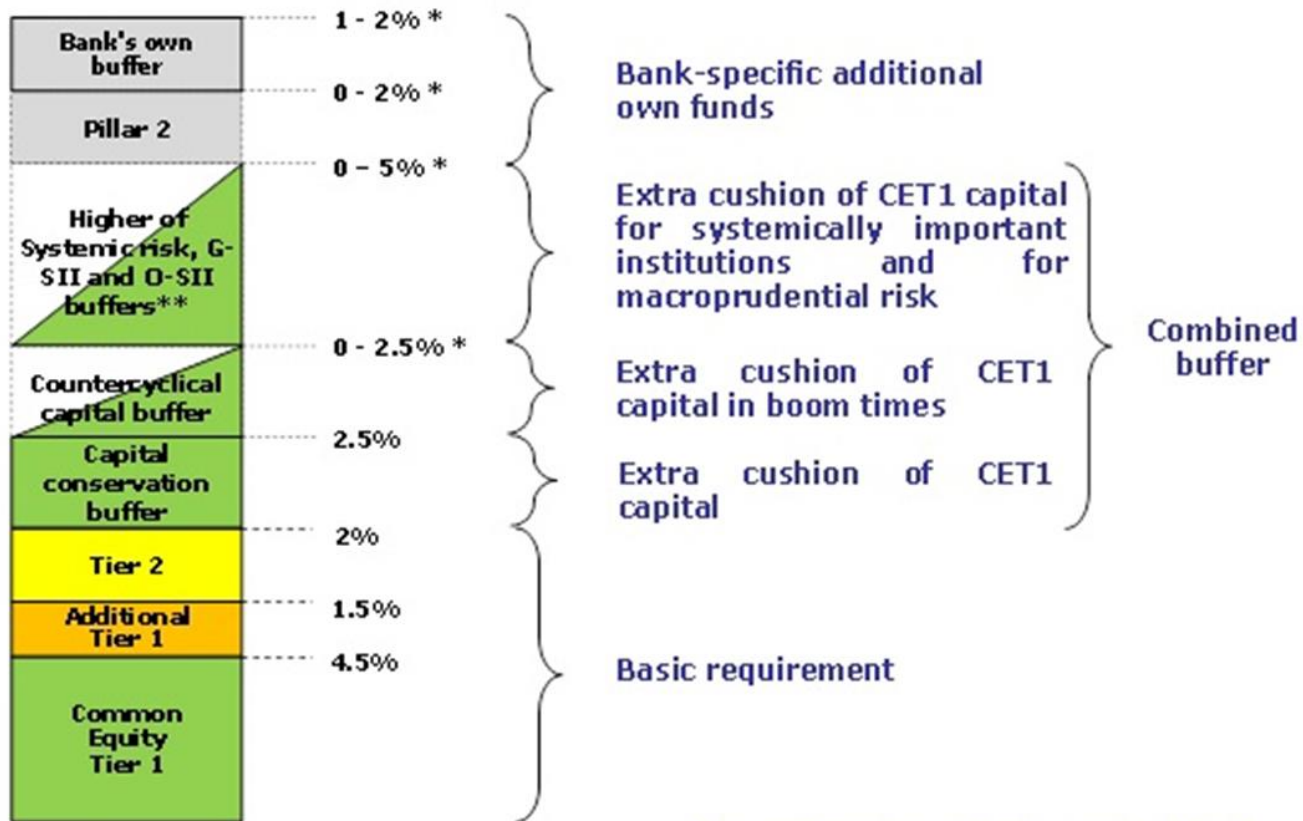 Bank's own
buffer
Pillar 2
Higher of
Systemic risk, G-
SII and O-SII
buffers**
Countercyclical
capital buffer
Capital
conservation
buffer
Tier 2
Additional
Tier 1
Common
Equity
Tier 1
1 - 2% *
0 - 2% *
0 – 5% *
0 - 2.5% *
2.5%
2%
1.5%
4.5%
Bank-specific additional
own funds
Extra cushion of CET1 capital
for systemically important
institutions and for
macroprudential risk
Extra cushion of CET1
capital in boom times
Extra cushion of CET1
capital
Basic requirement
Combined
buffer